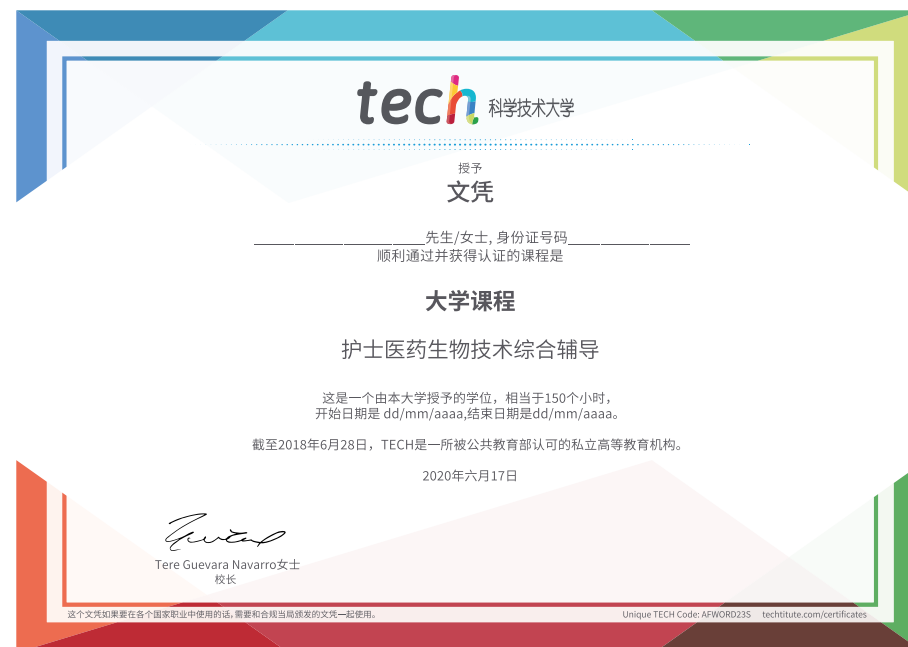 tech 科学技术大学
授予
文凭
先生/女士, 身份证号码
顺利通过并获得认证的课程是
大学课程
护士医药生物技术综合辅导
这是一个由本大学授予的学位，相当于150个小时，
开始日期是 dd/mm/aaaa,结束日期是dd/mm/aaaa。
截至2018年6月28日，TECH是一所被公共教育部认可的私立高等教育机构。
2020年六月17日
Tere Guevara Navarro女士
校长
这个文凭如果要在各个国家职业中使用的话,需要和合规当局颁发的文凭一起使用。
Unique TECH Code: AFWORD23S techtitute.com/certificates